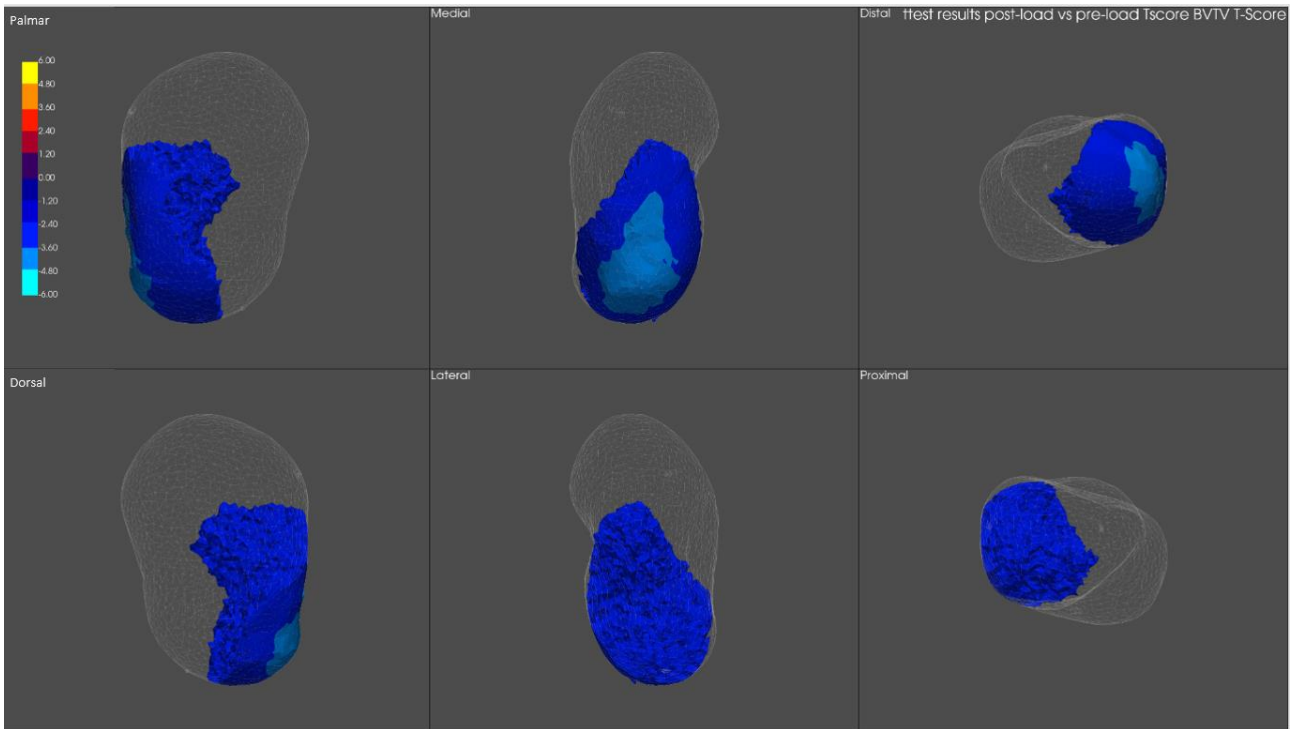 Palmar
Medial
Distal
ttest results post-load vs pre-load Tscore BVTV T-Score
6.00
4.80
3.60
2.40
1.20
0.00
-1.20
-2.40
-3.60
-4.80
-6.00
Dorsal
Lateral
Proximal